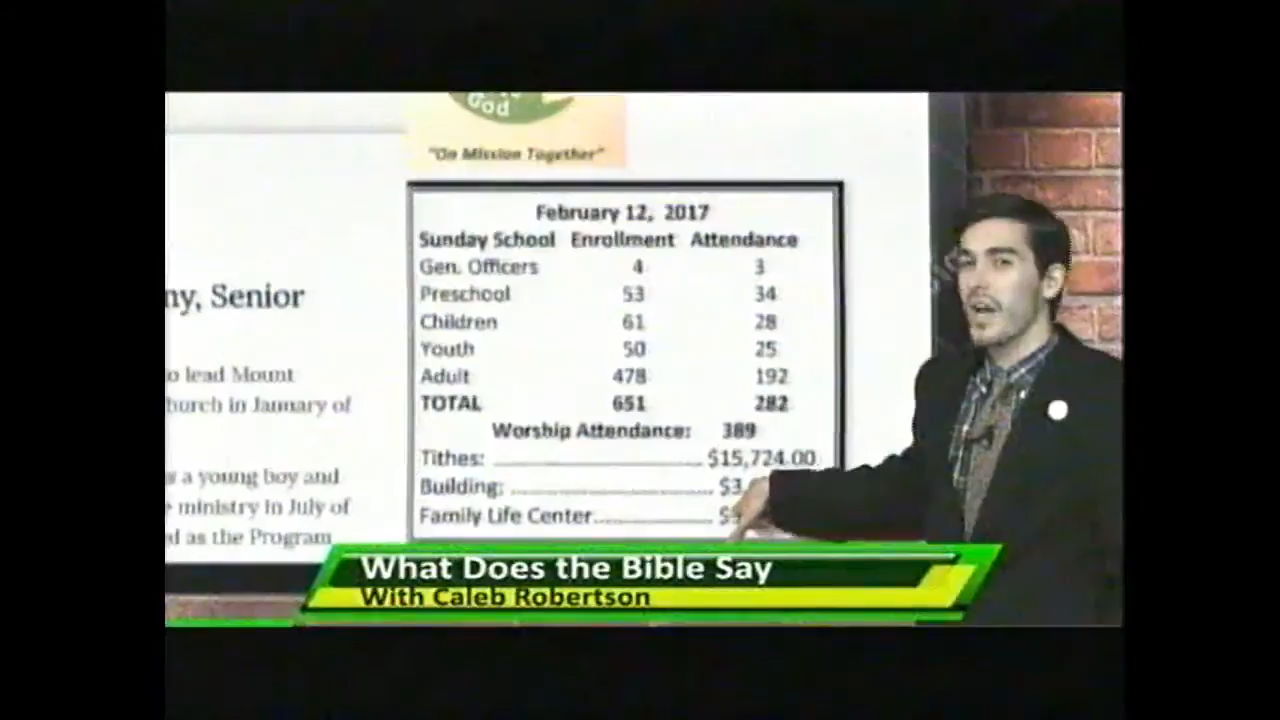 God
"On Mission Together"
ny, Senior
o lead Mount
hurch in January of
s a young boy and
ministry in July of
d as the Program
February 12, 2017
Sunday School Enrollment Attendance
Gen. Officers 4 3
Preschool 53 34
Children 61 28
Youth 50 25
Adult 478 192
TOTAL 651 282
Worship Attendance: 389
Tithes: $15,724.00
Building: $3
Family Life Center $
What Does the Bible Say
With Caleb Robertson